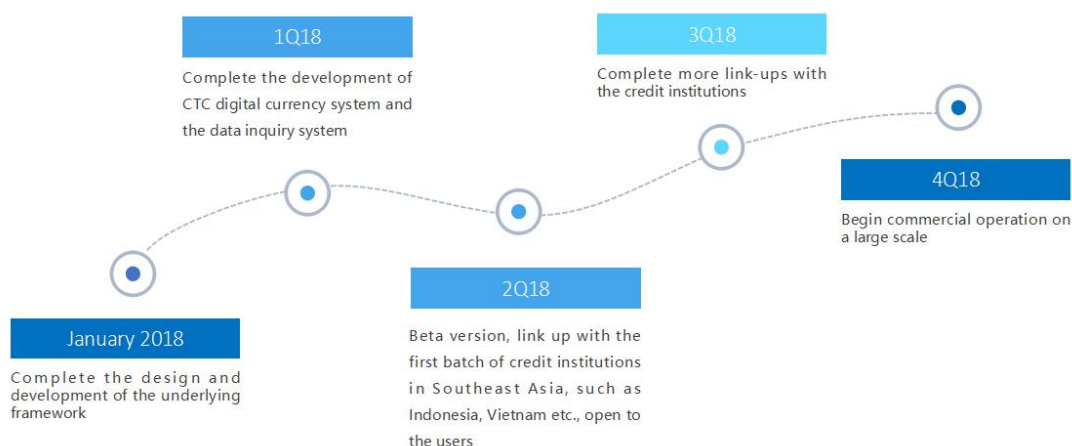 1Q18
Complete the development of
CTC digital currency system and
the data inquiry system
3Q18
Complete more link-ups with
the credit institutions
4Q18
Begin commercial operation on
a large scale
2Q18
Beta version, link up with the
first batch of credit institutions
in Southeast Asia, such as
Indonesia, Vietnam etc., open to
the users
January 2018
Complete the design and
development of the underlying
framework